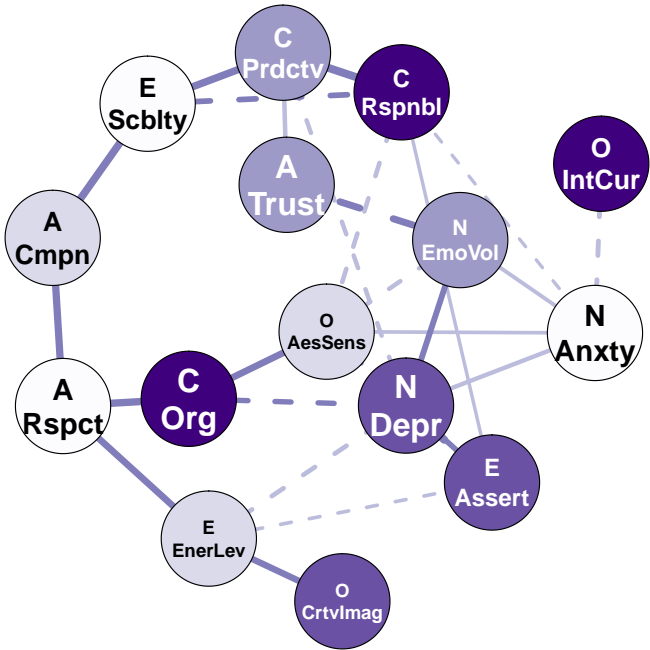 C
Prdctv
E
Scblty
C
Rspnbl
O
IntCur
A
Trust
A
Cmpn
N
EmoVol
O
AesSens
N
Anxty
A
Rspct
C
Org
N
Depr
E
Assert
E
EnerLev
O
CrtvImag